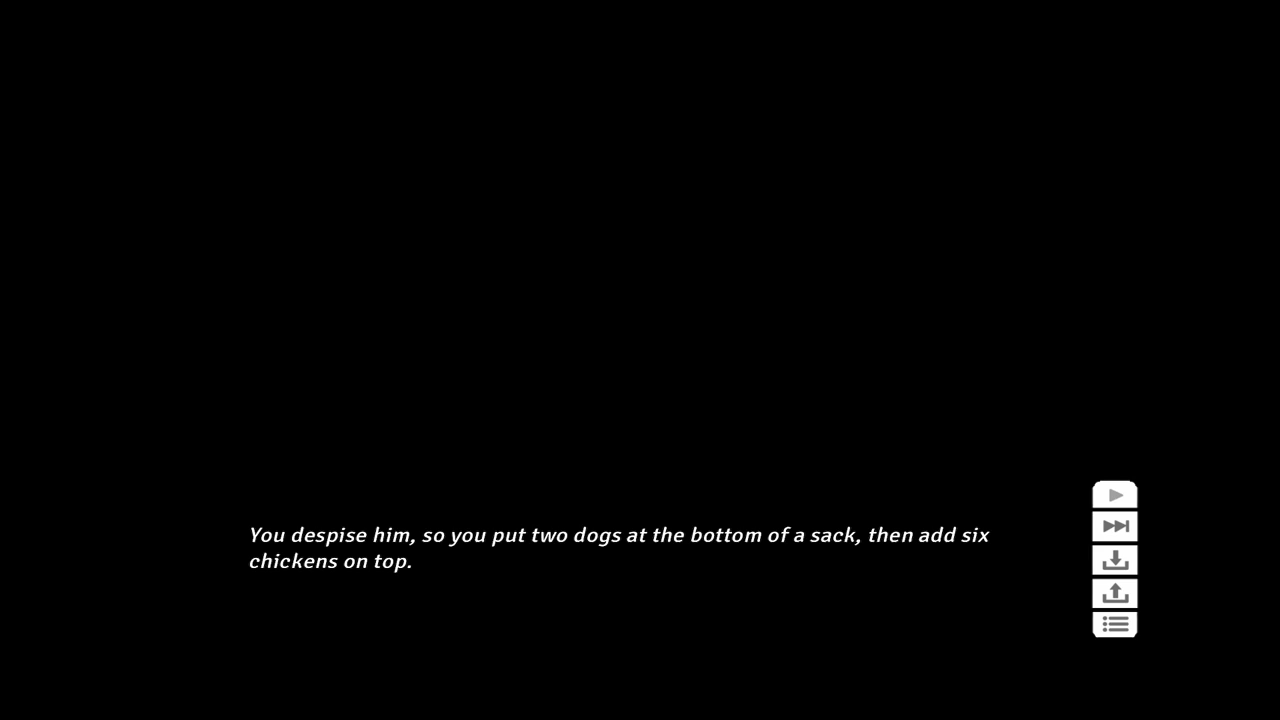 You despise him, so you put two dogs at the bottom of a sack, then add six
chickens on top.